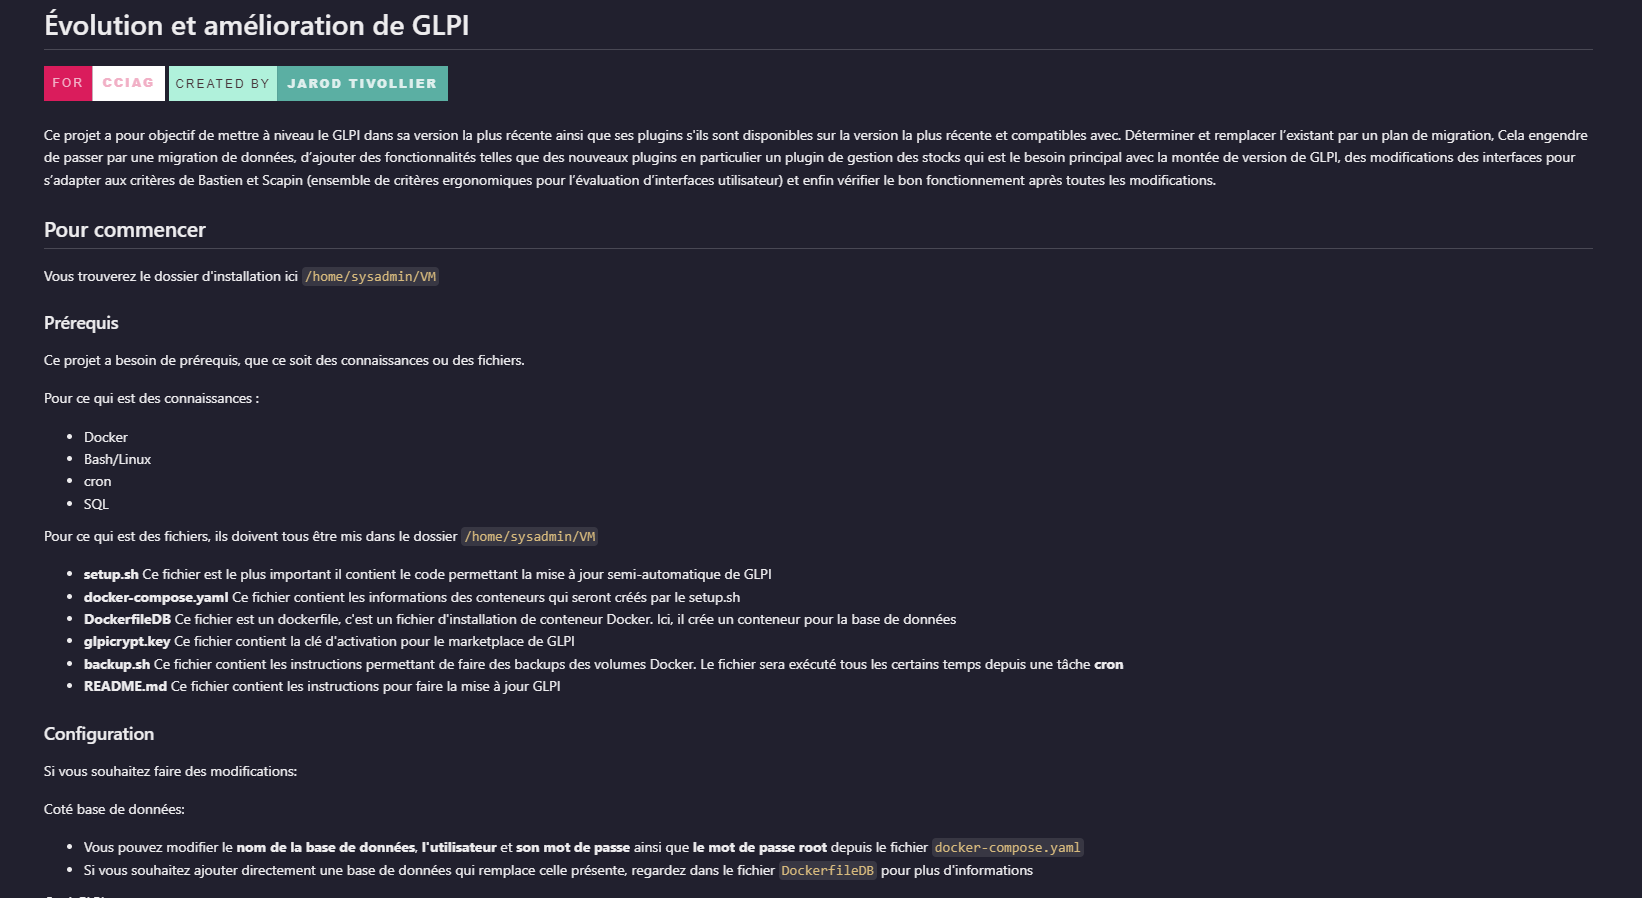 Évolution et amélioration de GLPI
FOR CCIAG CREATED BY JAROD TIVOLLIER
Ce projet a pour objectif de mettre à niveau le GLPI dans sa version la plus récente ainsi que ses plugins s'ils sont disponibles sur la version la plus récente et compatibles avec. Déterminer et remplacer l’existant par un plan de migration, Cela engendre
de passer par une migration de données, d’ajouter des fonctionnalités telles que des nouveaux plugins en particulier un plugin de gestion des stocks qui est le besoin principal avec la montée de version de GLPI, des modifications des interfaces pour
s’adapter aux critères de Bastien et Scapin (ensemble de critères ergonomiques pour l’évaluation d’interfaces utilisateur) et enfin vérifier le bon fonctionnement après toutes les modifications.
Pour commencer
Vous trouverez le dossier d'installation ici /home/sysadmin/VM
Prérequis
Ce projet a besoin de prérequis, que ce soit des connaissances ou des fichiers.
Pour ce qui est des connaissances :
• Docker
• Bash/Linux
• cron
• SQL
Pour ce qui est des fichiers, ils doivent tous être mis dans le dossier /home/sysadmin/VM
• setup.sh Ce fichier est le plus important il contient le code permettant la mise à jour semi-automatique de GLPI
• docker-compose.yaml Ce fichier contient les informations des conteneurs qui seront créés par le setup.sh
• DockerfileDB Ce fichier est un dockerfile, c'est un fichier d'installation de conteneur Docker. Ici, il crée un conteneur pour la base de données
• glpicrypt.key Ce fichier contient la clé d'activation pour le marketplace de GLPI
• backup.sh Ce fichier contient les instructions permettant de faire des backups des volumes Docker. Le fichier sera exécuté tous les certains temps depuis une tâche cron
• README.md Ce fichier contient les instructions pour faire la mise à jour GLPI
Configuration
Si vous souhaitez faire des modifications:
Coté base de données:
• Vous pouvez modifier le nom de la base de données, l'utilisateur et son mot de passe ainsi que le mot de passe root depuis le fichier docker-compose.yaml
• Si vous souhaitez ajouter directement une base de données qui remplace celle présente, regardez dans le fichier DockerfileDB pour plus d'informations